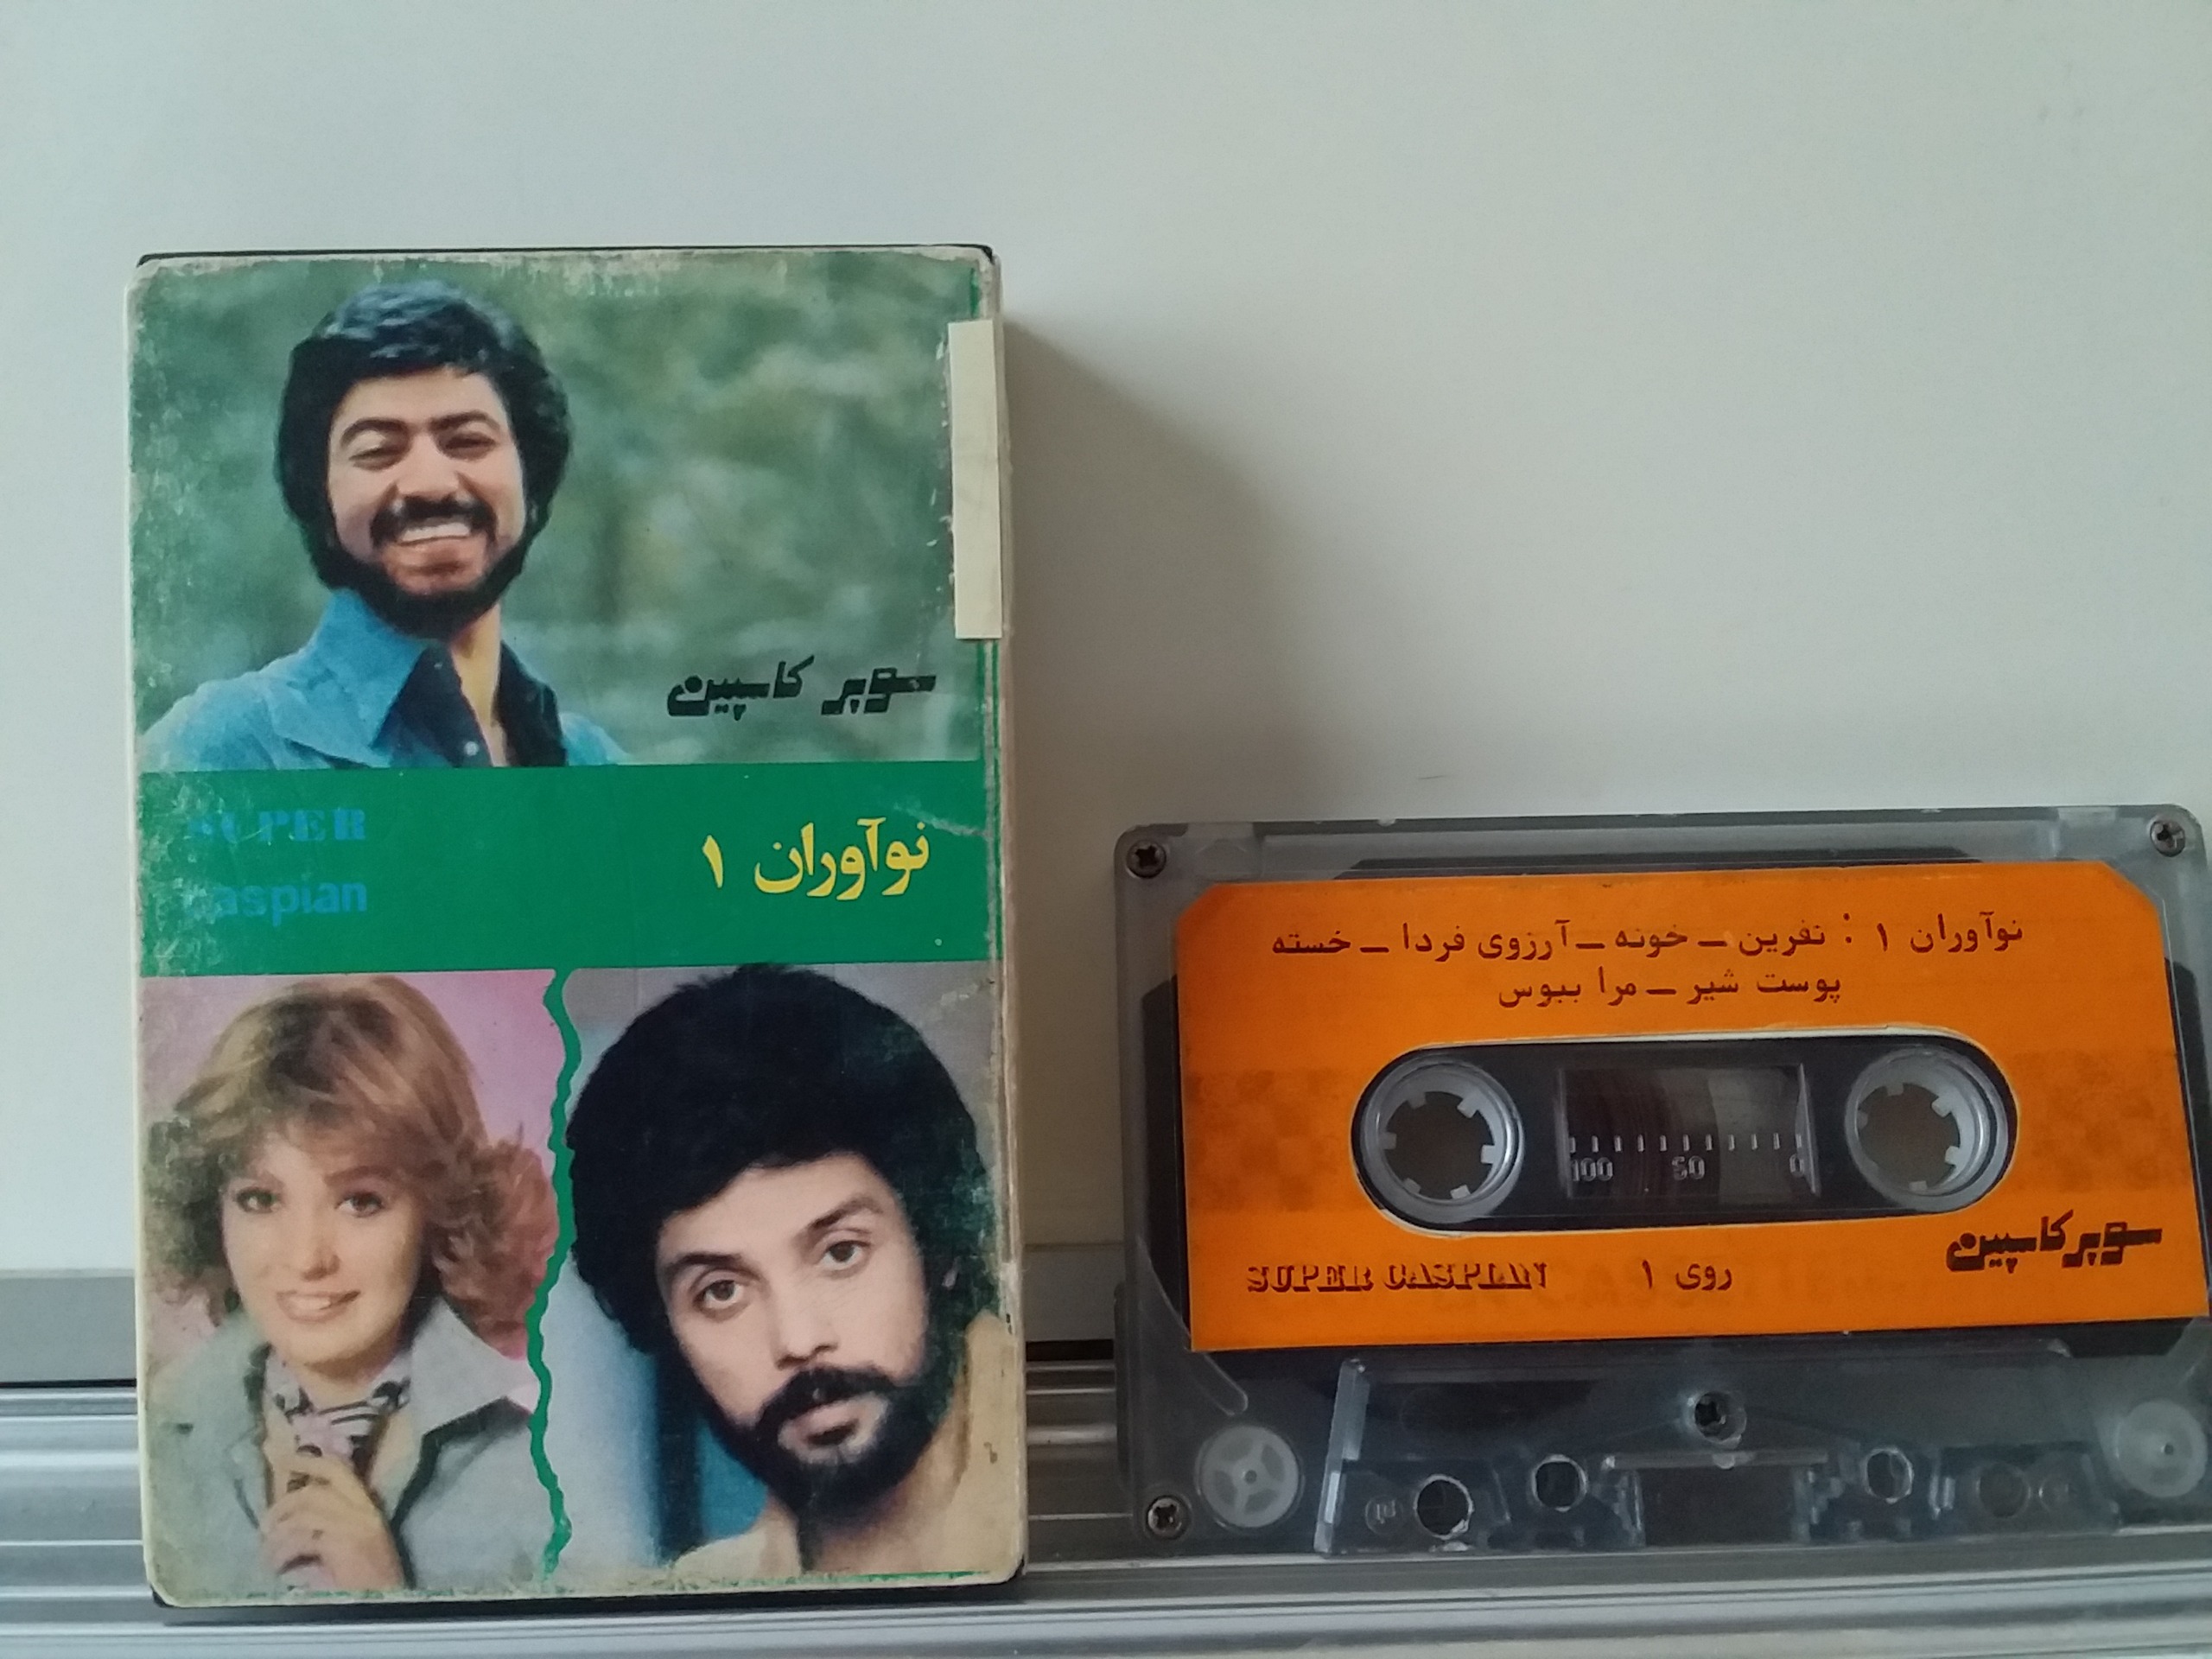 سوپر کاسپین
SUPER
caspian
نوآوران ۱
نوآوران ۱ : نفرین ـ خونه ـ آرزوی فردا ـ خسته
پوست شیر ـ مرا ببوس
100 50 0
سوپر کاسپین
SUPER CASPIAN
روی ۱